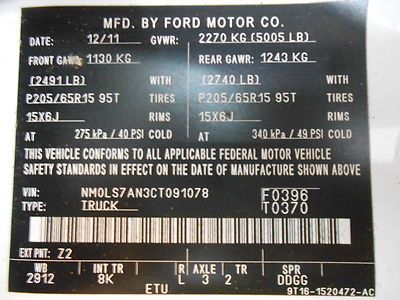 MFD. BY FORD MOTOR CO.
DATE: 12/11 GVWR: 2270 KG (5005 LB)
FRONT GAWR: 1130 KG REAR GAWR: 1243 KG
(2491 LB) WITH (2740 LB) WITH
P205/65R15 95T TIRES P205/65R15 95T TIRES
15X6J RIMS 15X6J RIMS
AT 275 kPa / 40 PSI COLD AT 340 kPa / 49 PSI COLD
THIS VEHICLE CONFORMS TO ALL APPLICABLE FEDERAL MOTOR VEHICLE
SAFETY STANDARDS IN EFFECT ON THE DATE OF MANUFACTURE SHOWN ABOVE
VIN: NM0LS7AN3CT091078 F0396
TYPE: TRUCK T0370
EXT PNT: Z2
WB INT TR R AXLE TR SPR
2912 8K L 3 2 DDGG
ETU 9T16-1520472-AC